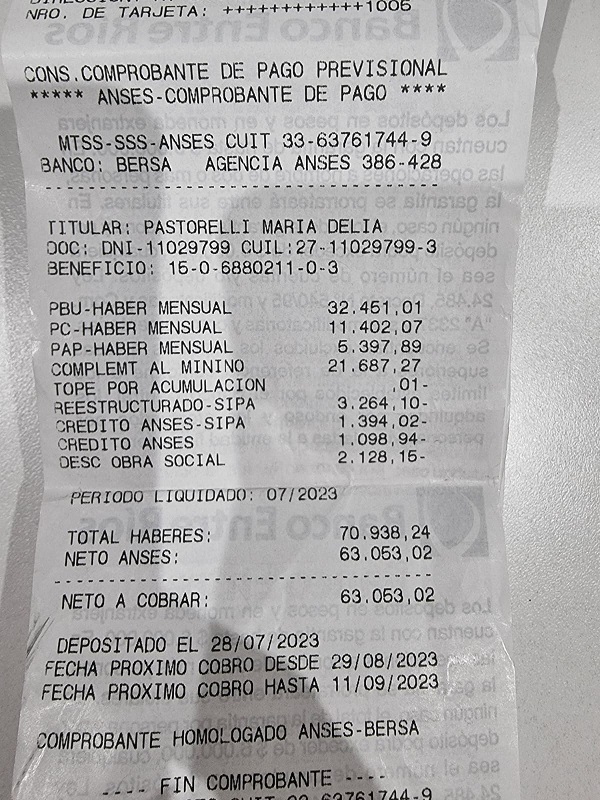 NRO. DE TARJETA: ++++++++++++1006
CONS.COMPROBANTE DE PAGO PREVISIONAL
***** ANSES-COMPROBANTE DE PAGO ****
MTSS-SSS-ANSES CUIT 33-63761744-9
BANCO: BERSA AGENCIA ANSES 386-428
----------------------------------------
TITULAR: PASTORELLI MARIA DELIA
DOC: DNI-11029799 CUIL:27-11029799-3
BENEFICIO: 15-0-6880211-0-3
PBU-HABER MENSUAL 32.451,01
PC-HABER MENSUAL 11.402,07
PAP-HABER MENSUAL 5.397,89
COMPLEMT AL MININO 21.687,27
TOPE POR ACUMULACION .01-
REESTRUCTURADO-SIPA 3.264,10-
CREDITO ANSES-SIPA 1.394,02-
CREDITO ANSES 1.098,94-
DESC OBRA SOCIAL 2.128,15-
PERIODO LIQUIDADO: 07/2023
TOTAL HABERES: 70.938,24
NETO ANSES: 63.053,02
----------------------------------------
NETO A COBRAR: 63.053,02
DEPOSITADO EL 28/07/2023
FECHA PROXIMO COBRO DESDE 29/08/2023
FECHA PROXIMO COBRO HASTA 11/09/2023
COMPROBANTE HOMOLOGADO ANSES-BERSA
---- FIN COMPROBANTE ----